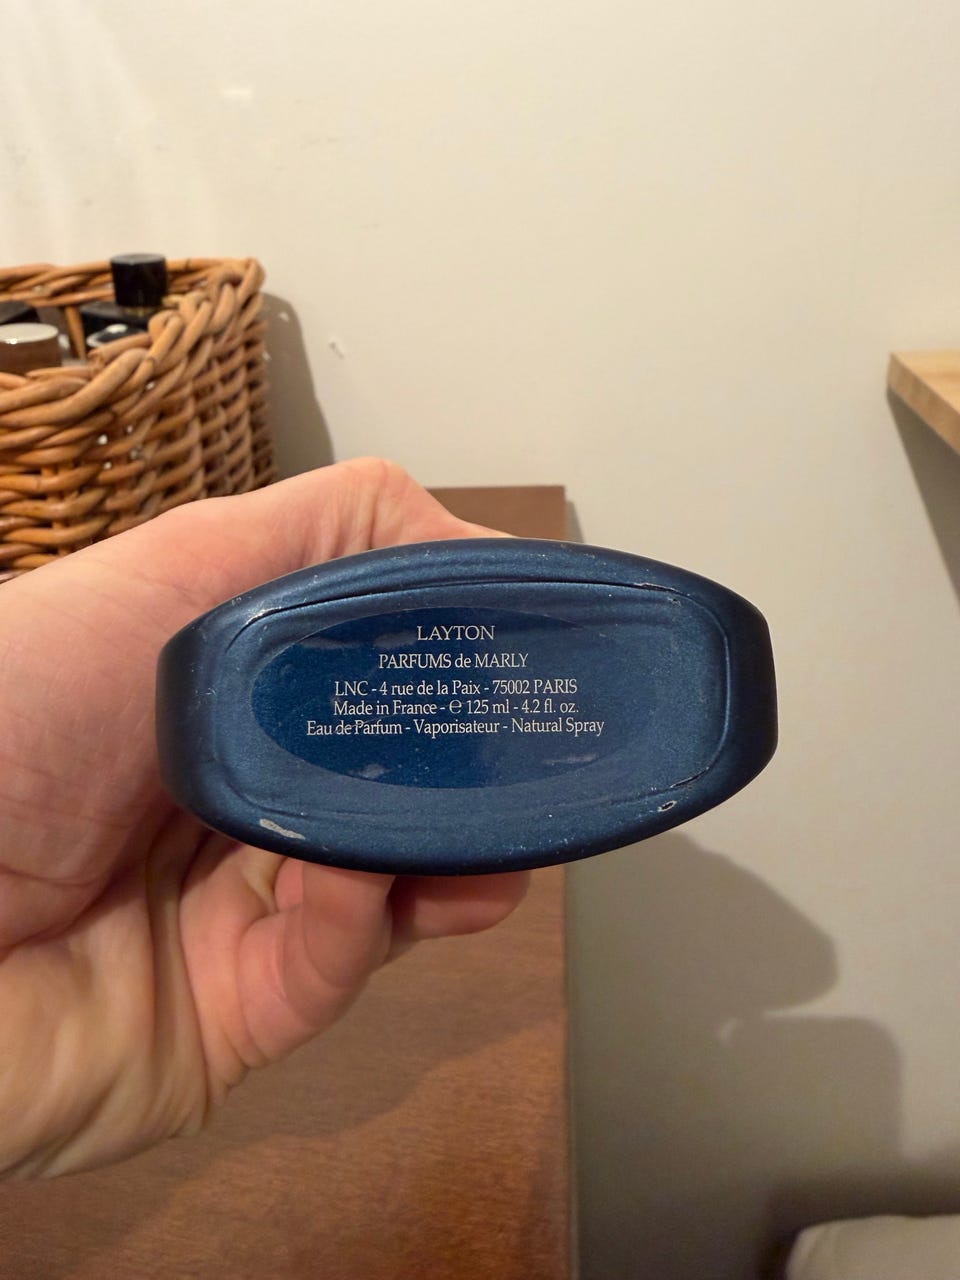 LAYTON
PARFUMS de MARLY
LNC - 4 rue de la Paix - 75002 PARIS
Made in France - ℮ 125 ml - 4.2 fl. oz.
Eau de Parfum - Vaporisateur - Natural Spray